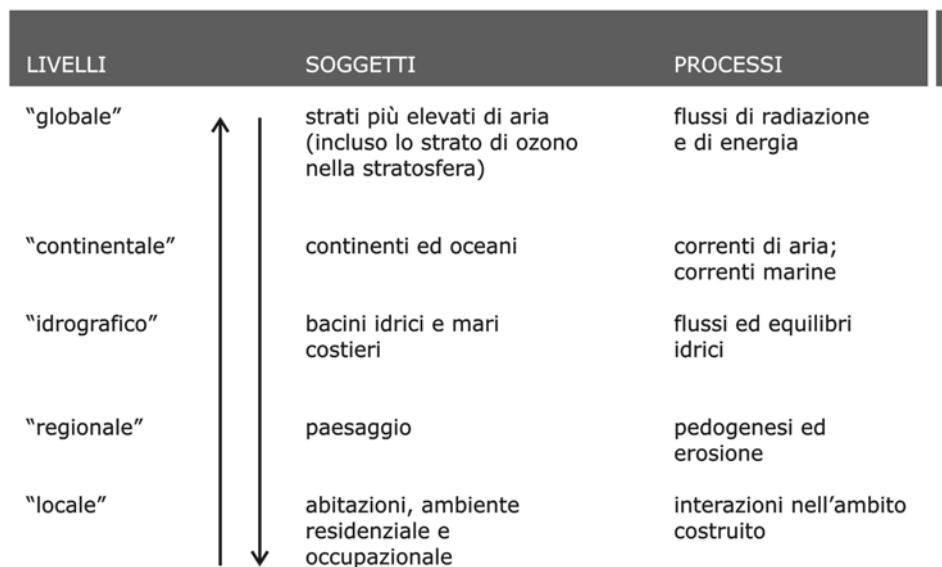 LIVELLI SOGGETTI PROCESSI
“globale” strati più elevati di aria flussi di radiazione
(incluso lo strato di ozono e di energia
nella stratosfera)
“continentale” continenti ed oceani correnti di aria;
correnti marine
“idrografico” bacini idrici e mari flussi ed equilibri
costieri idrici
“regionale” paesaggio pedogenesi ed
erosione
“locale” abitazioni, ambiente interazioni nell’ambito
residenziale e costruito
occupazionale